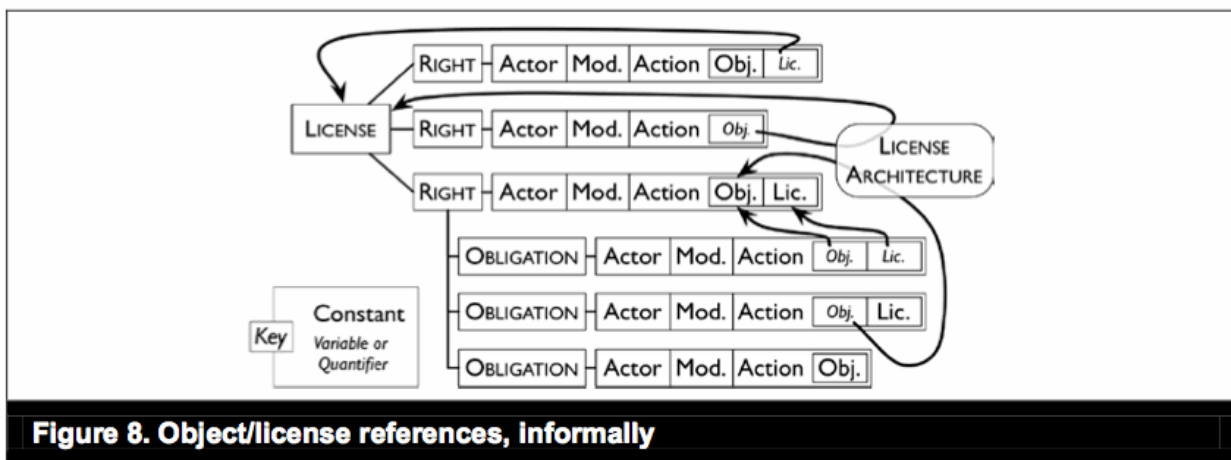 RIGHT Actor Mod. Action Obj. Lic.
LICENSE RIGHT Actor Mod. Action Obj. LICENSE
ARCHITECTURE
RIGHT Actor Mod. Action Obj. Lic.
OBLIGATION Actor Mod. Action Obj. Lic.
OBLIGATION Actor Mod. Action Obj. Lic.
OBLIGATION Actor Mod. Action Obj.
Key Constant
Variable or
Quantifier
Figure 8. Object/license references, informally